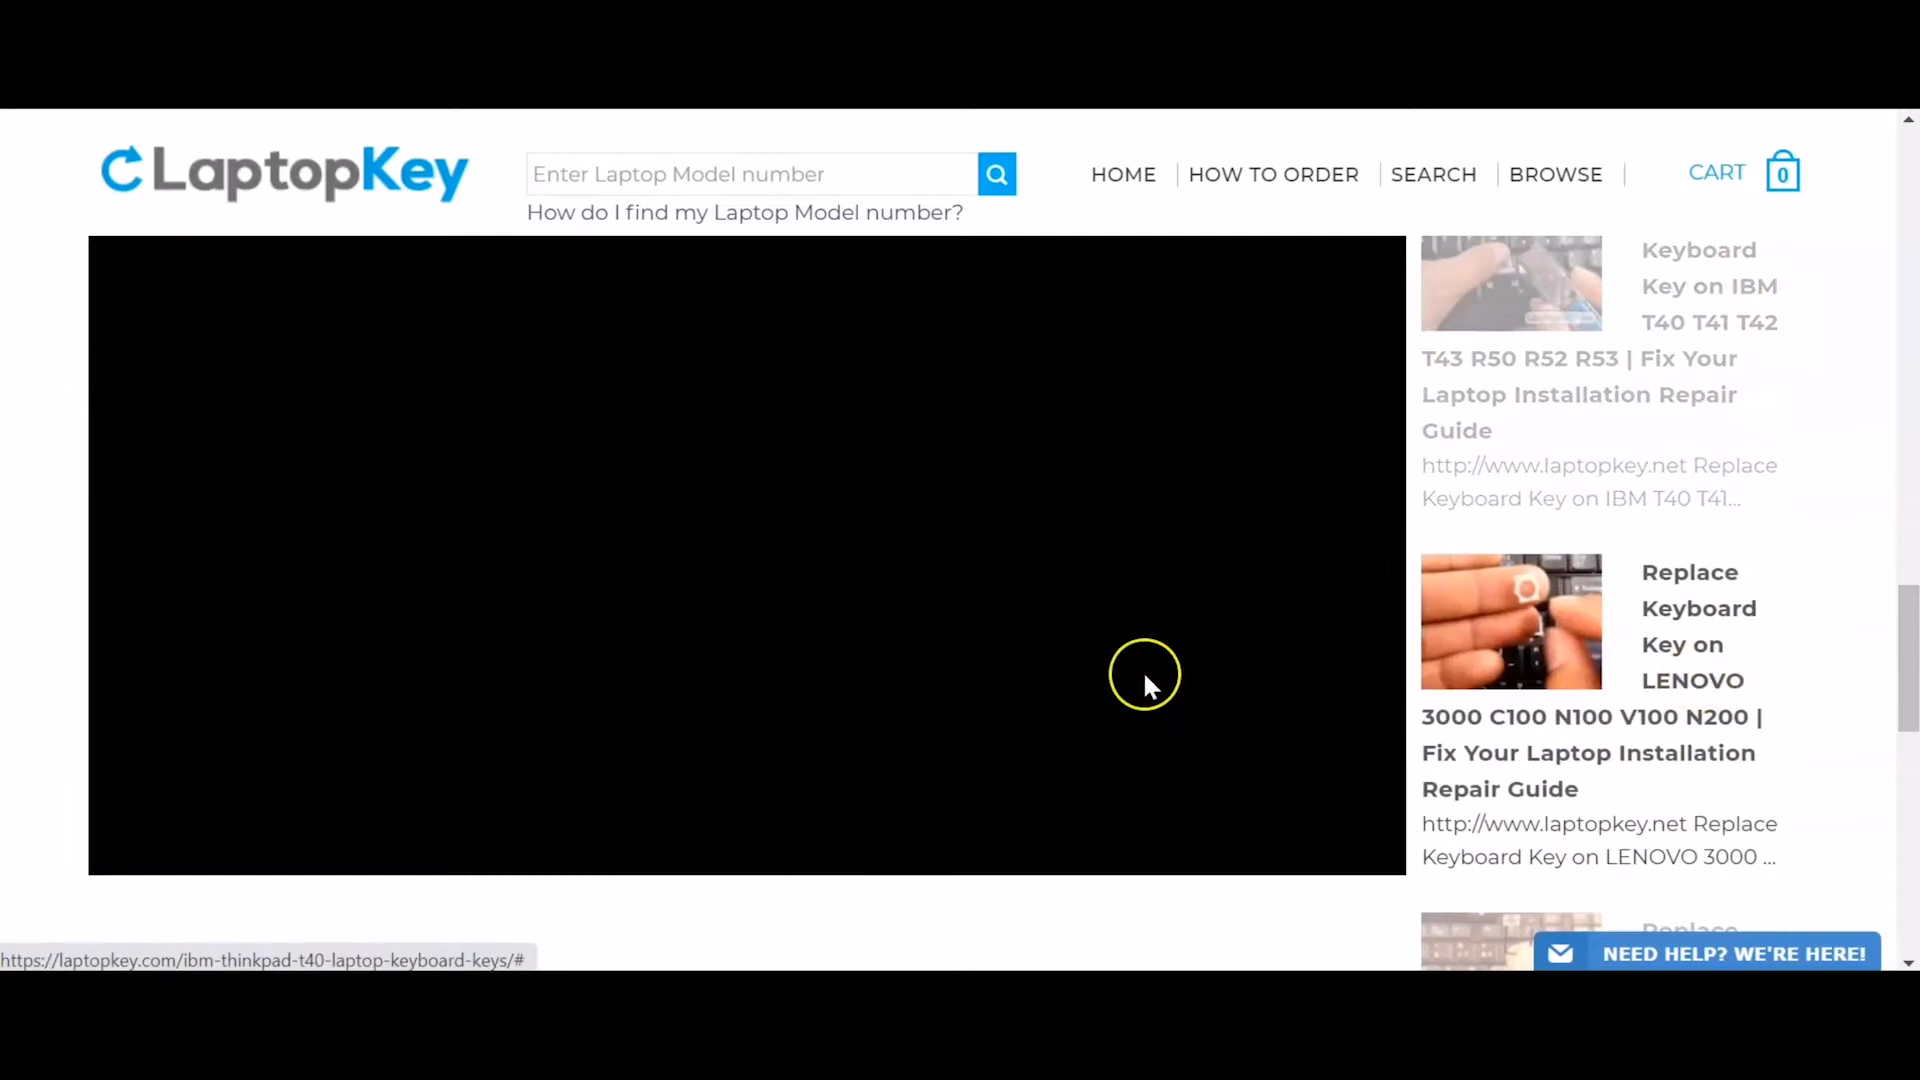 LaptopKey
Enter Laptop Model number
How do I find my Laptop Model number?
HOME
HOW TO ORDER
SEARCH
BROWSE
CART
0
Keyboard
Key on IBM
T40 T41 T42
T43 R50 R52 R53 | Fix Your
Laptop Installation Repair
Guide
http://www.laptopkey.net Replace
Keyboard Key on IBM T40 T41...
Replace
Keyboard
Key on
LENOVO
3000 C100 N100 V100 N200 |
Fix Your Laptop Installation
Repair Guide
http://www.laptopkey.net Replace
Keyboard Key on LENOVO 3000 ...
Replace
NEED HELP? WE'RE HERE!
https://laptopkey.com/ibm-thinkpad-t40-laptop-keyboard-keys/#